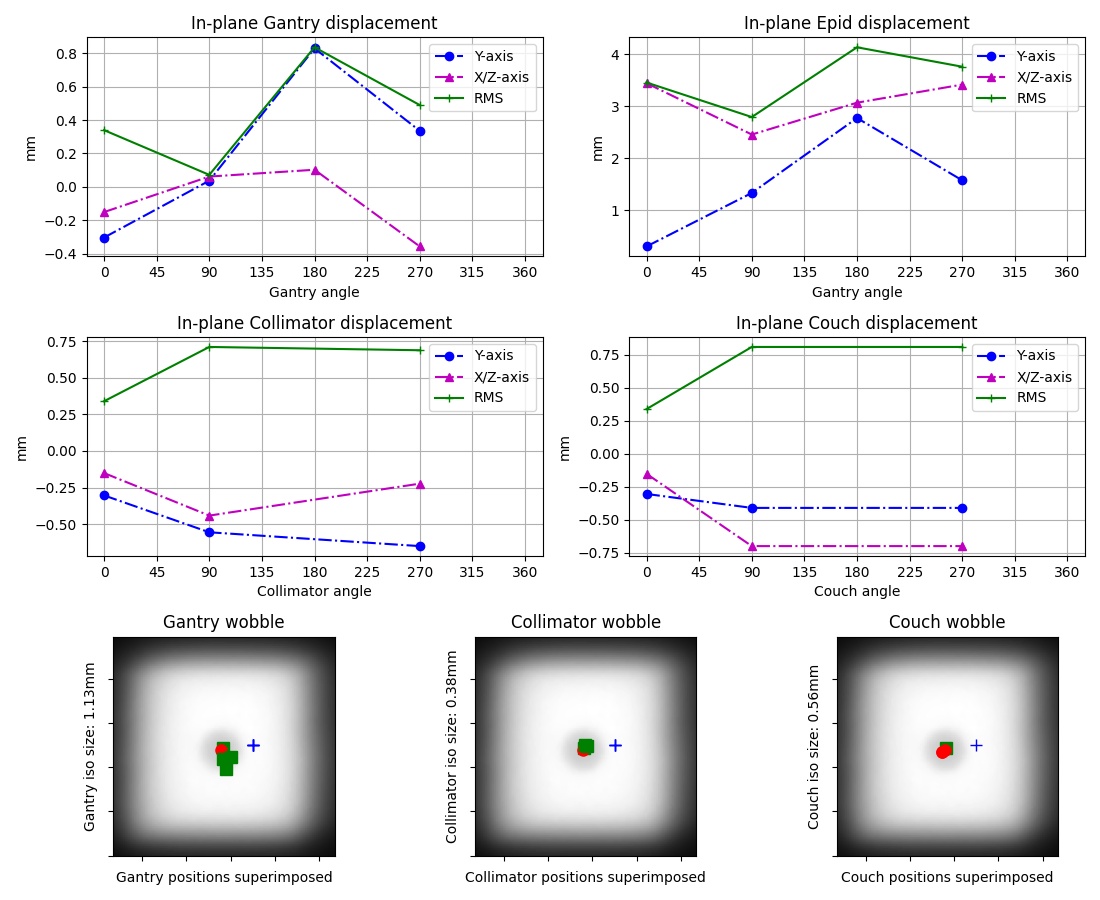 In-plane Gantry displacement
0.8
0.6
0.4
0.2
0.0
−0.2
−0.4
mm
Y-axis
X/Z-axis
RMS
0 45 90 135 180 225 270 315 360
Gantry angle
In-plane Epid displacement
4
3
2
1
mm
Y-axis
X/Z-axis
RMS
0 45 90 135 180 225 270 315 360
Gantry angle
In-plane Collimator displacement
0.75
0.50
0.25
0.00
−0.25
−0.50
mm
Y-axis
X/Z-axis
RMS
0 45 90 135 180 225 270 315 360
Collimator angle
In-plane Couch displacement
0.75
0.50
0.25
0.00
−0.25
−0.50
−0.75
mm
Y-axis
X/Z-axis
RMS
0 45 90 135 180 225 270 315 360
Couch angle
Gantry wobble
Gantry iso size: 1.13mm
Gantry positions superimposed
Collimator wobble
Collimator iso size: 0.38mm
Collimator positions superimposed
Couch wobble
Couch iso size: 0.56mm
Couch positions superimposed